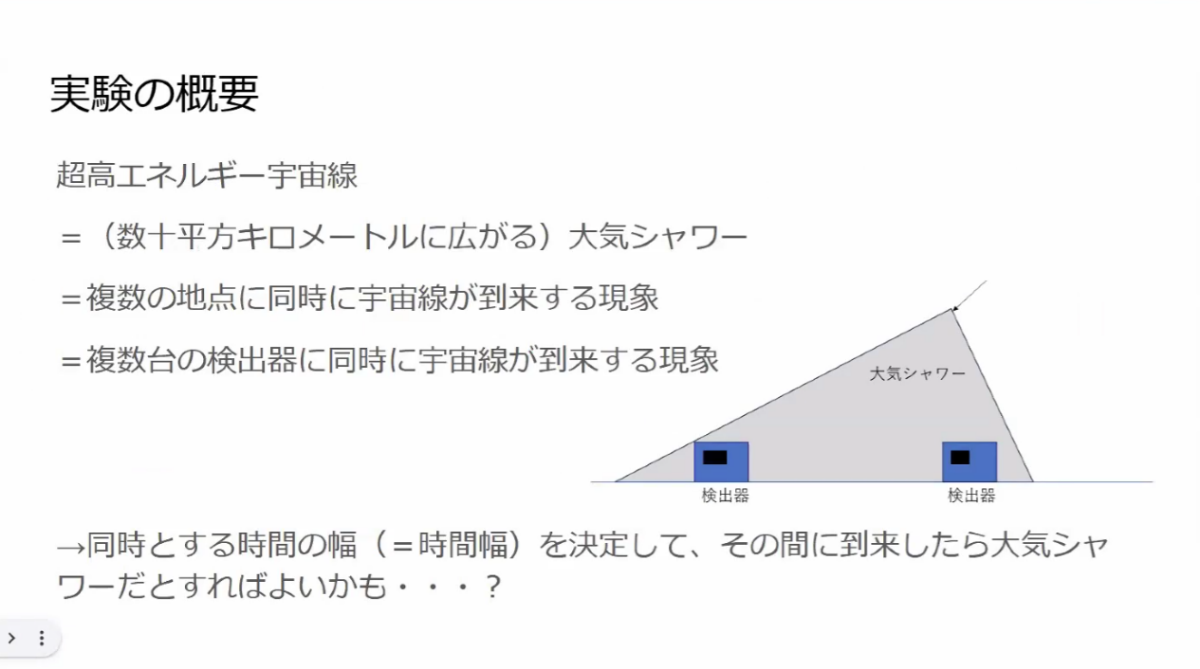 実験の概要
超高エネルギー宇宙線
＝（数十平方キロメートルに広がる）大気シャワー
＝複数の地点に同時に宇宙線が到来する現象
＝複数台の検出器に同時に宇宙線が到来する現象
大気シャワー
検出器
検出器
→同時とする時間の幅（＝時間幅）を決定して、その間に到来したら大気シャ
ワーだとすればよいかも・・・？